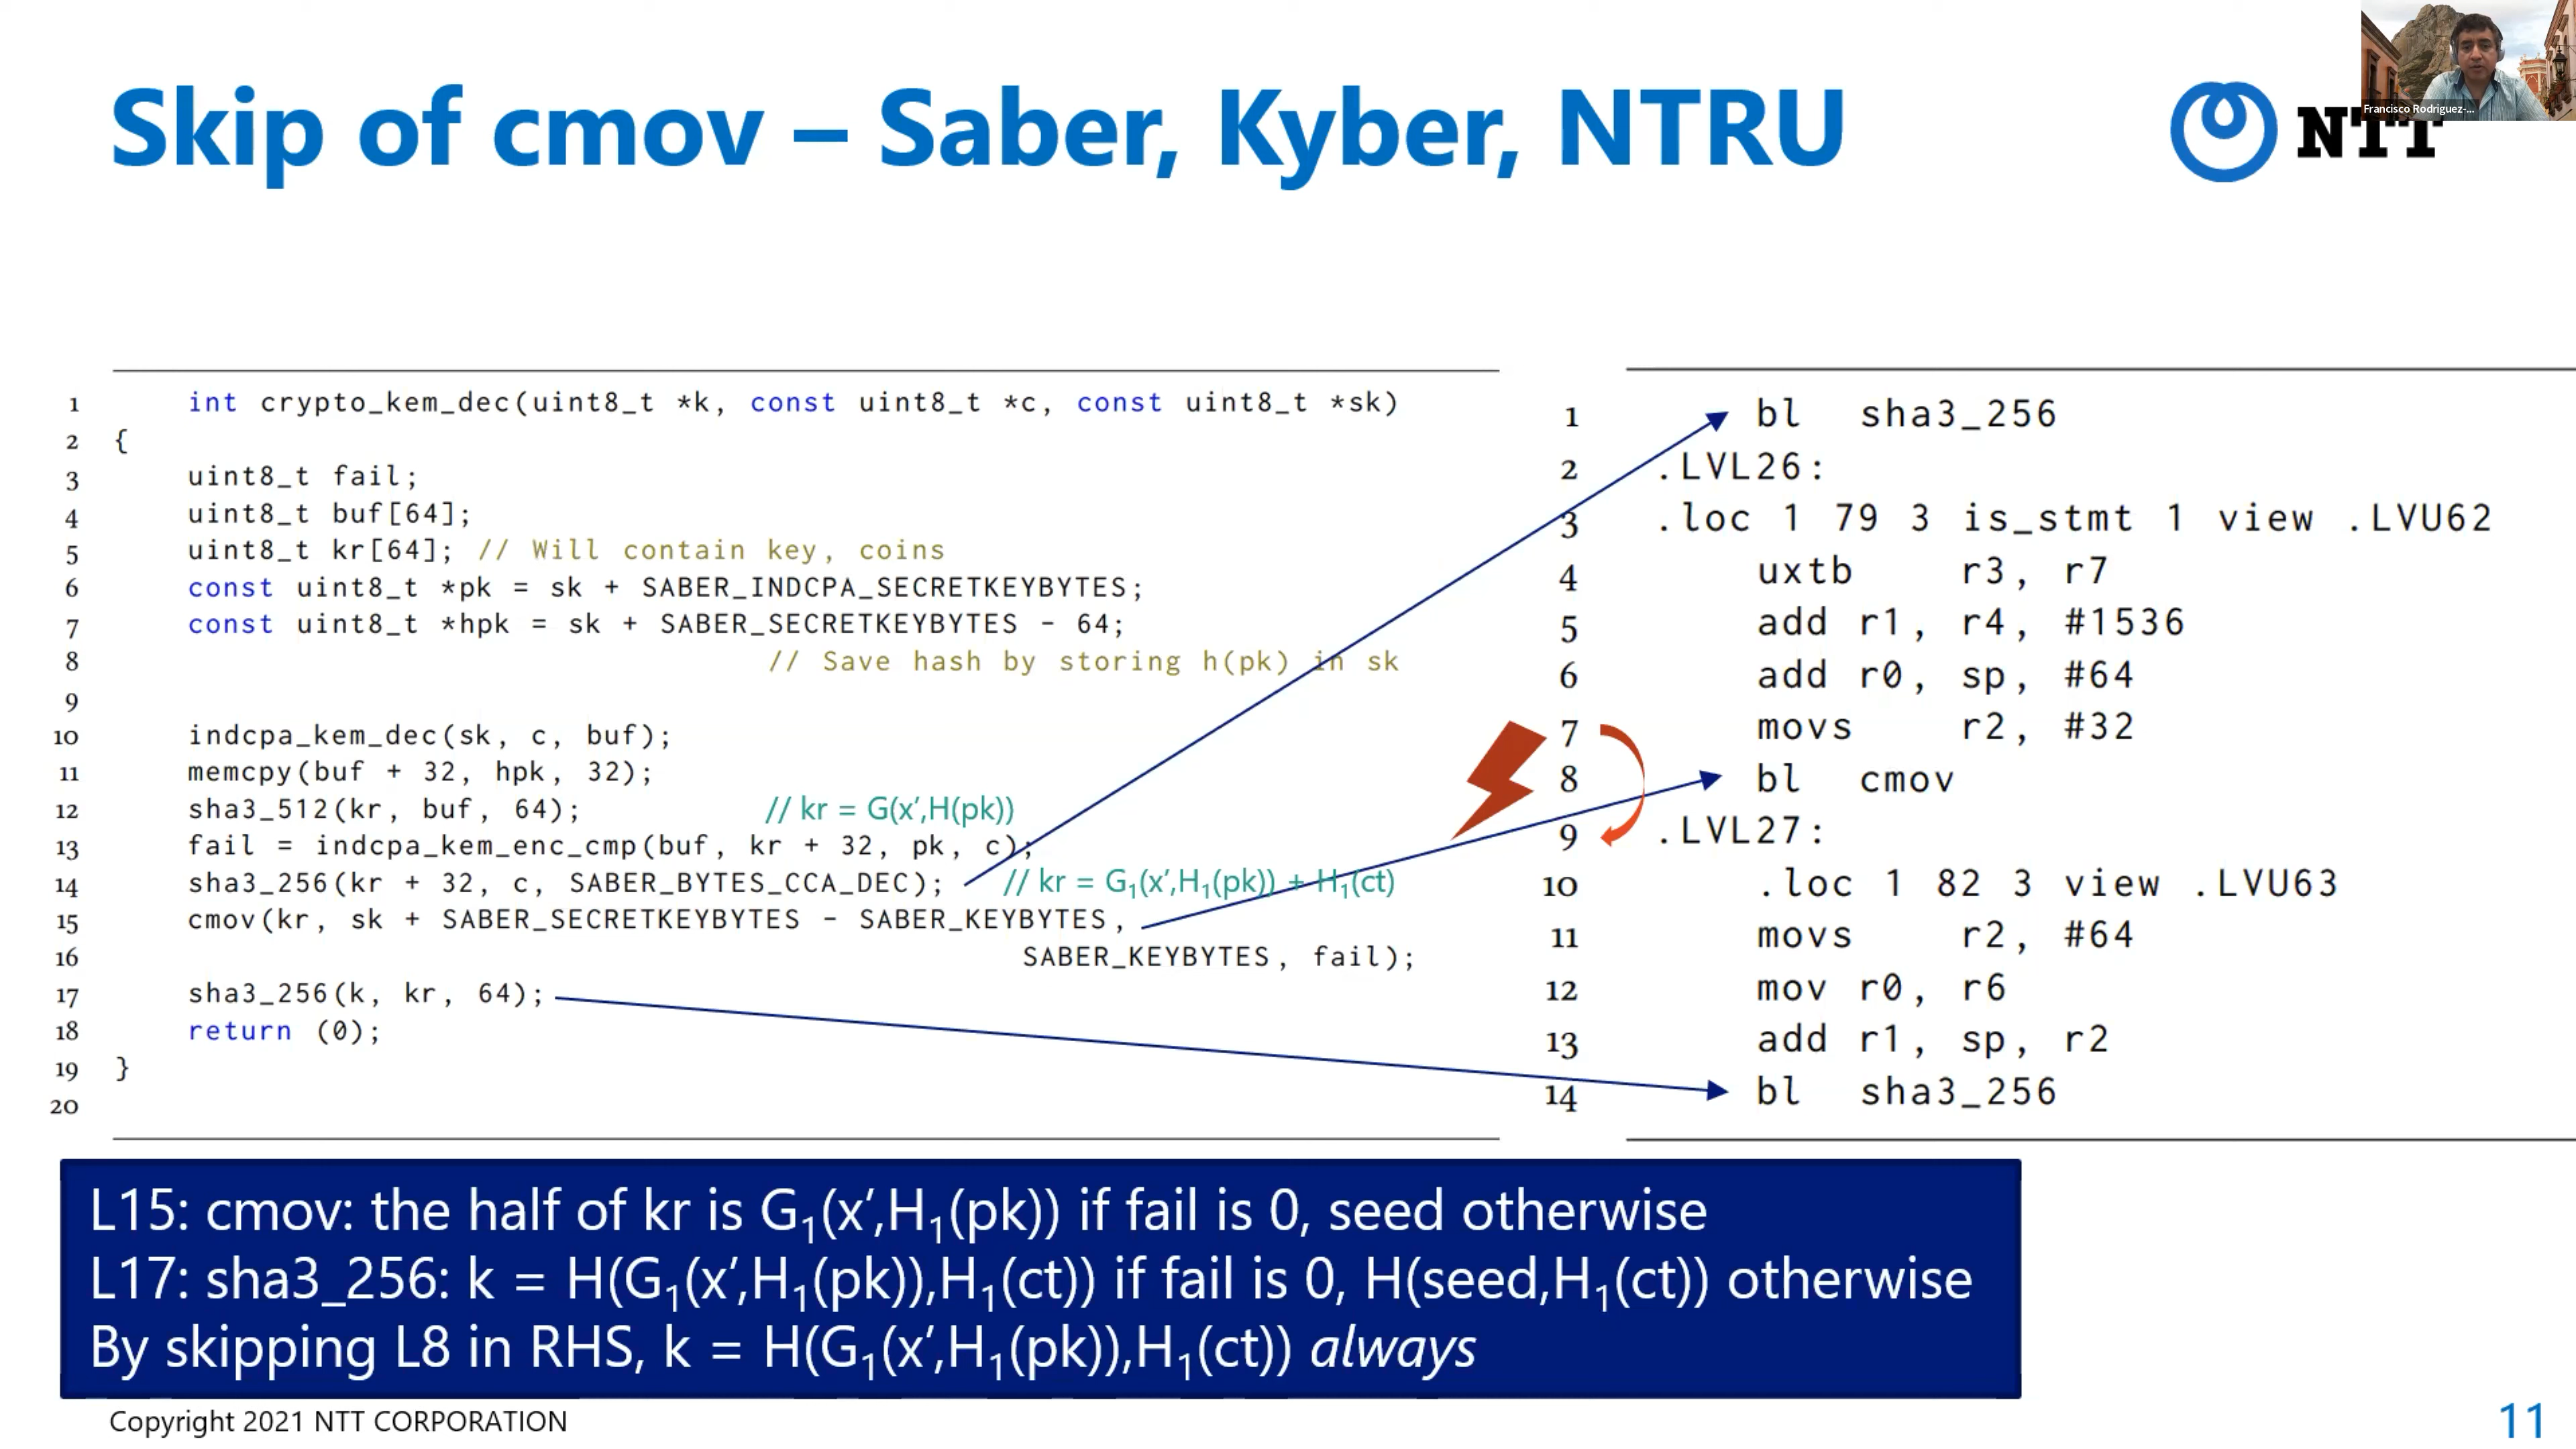 Skip of cmov – Saber, Kyber, NTRU
NTT
Francisco Rodriguez-...
1 int crypto_kem_dec(uint8_t *k, const uint8_t *c, const uint8_t *sk)
2 {
3 uint8_t fail;
4 uint8_t buf[64];
5 uint8_t kr[64]; // Will contain key, coins
6 const uint8_t *pk = sk + SABER_INDCPA_SECRETKEYBYTES;
7 const uint8_t *hpk = sk + SABER_SECRETKEYBYTES - 64;
8 // Save hash by storing h(pk) in sk
9
10 indcpa_kem_dec(sk, c, buf);
11 memcpy(buf + 32, hpk, 32);
12 sha3_512(kr, buf, 64); // kr = G(x′,H(pk))
13 fail = indcpa_kem_enc_cmp(buf, kr + 32, pk, c);
14 sha3_256(kr + 32, c, SABER_BYTES_CCA_DEC); // kr = G₁(x′,H₁(pk)) + H₁(ct)
15 cmov(kr, sk + SABER_SECRETKEYBYTES - SABER_KEYBYTES,
16 SABER_KEYBYTES, fail);
17 sha3_256(k, kr, 64);
18 return (0);
19 }
20
1 bl sha3_256
2 .LVL26:
3 .loc 1 79 3 is_stmt 1 view .LVU62
4 uxtb r3, r7
5 add r1, r4, #1536
6 add r0, sp, #64
7 movs r2, #32
8 bl cmov
9 .LVL27:
10 .loc 1 82 3 view .LVU63
11 movs r2, #64
12 mov r0, r6
13 add r1, sp, r2
14 bl sha3_256
L15: cmov: the half of kr is G₁(x′,H₁(pk)) if fail is 0, seed otherwise
L17: sha3_256: k = H(G₁(x′,H₁(pk)),H₁(ct)) if fail is 0, H(seed,H₁(ct)) otherwise
By skipping L8 in RHS, k = H(G₁(x′,H₁(pk)),H₁(ct)) always
Copyright 2021 NTT CORPORATION
11